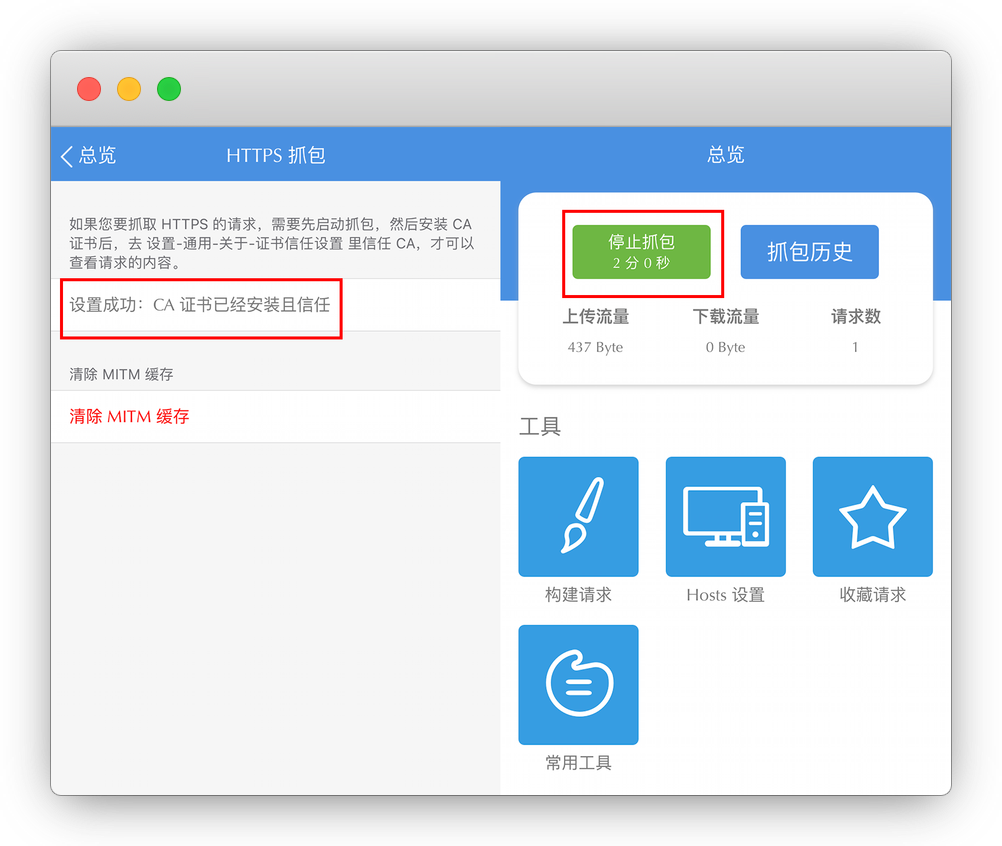 总览
HTTPS 抓包
如果您要抓取 HTTPS 的请求，需要先启动抓包，然后安装 CA
证书后，去 设置-通用-关于-证书信任设置 里信任 CA，才可以
查看请求的内容。
设置成功：CA 证书已经安装且信任
清除 MITM 缓存
清除 MITM 缓存
总览
停止抓包
2 分 0 秒
抓包历史
上传流量
下载流量
请求数
437 Byte
0 Byte
1
工具
构建请求
Hosts 设置
收藏请求
常用工具